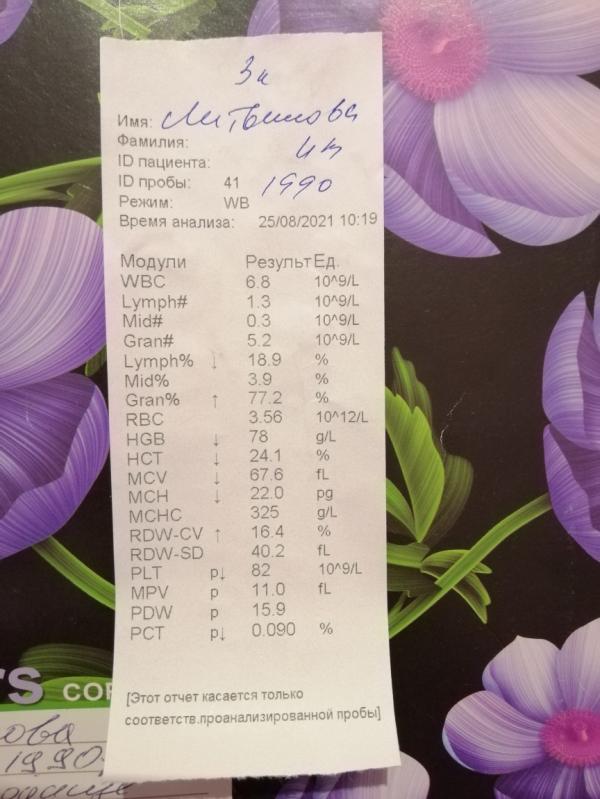 Зк
Имя: Литвинова
Фамилия: ИП
ID пациента:
ID пробы: 41 1990
Режим: WB
Время анализа: 25/08/2021 10:19
Модули Результ Ед.
WBC 6.8 10^9/L
Lymph# 1.3 10^9/L
Mid# 0.3 10^9/L
Gran# 5.2 10^9/L
Lymph% ↓ 18.9 %
Mid% 3.9 %
Gran% ↑ 77.2 %
RBC 3.56 10^12/L
HGB ↓ 78 g/L
HCT ↓ 24.1 %
MCV ↓ 67.6 fL
MCH ↓ 22.0 pg
MCHC 325 g/L
RDW-CV ↑ 16.4 %
RDW-SD 40.2 fL
PLT p↓ 82 10^9/L
MPV p 11.0 fL
PDW p 15.9
PCT p↓ 0.090 %
[Этот отчет касается только
соответств.проанализированной пробы]
rs COP
ова
1990